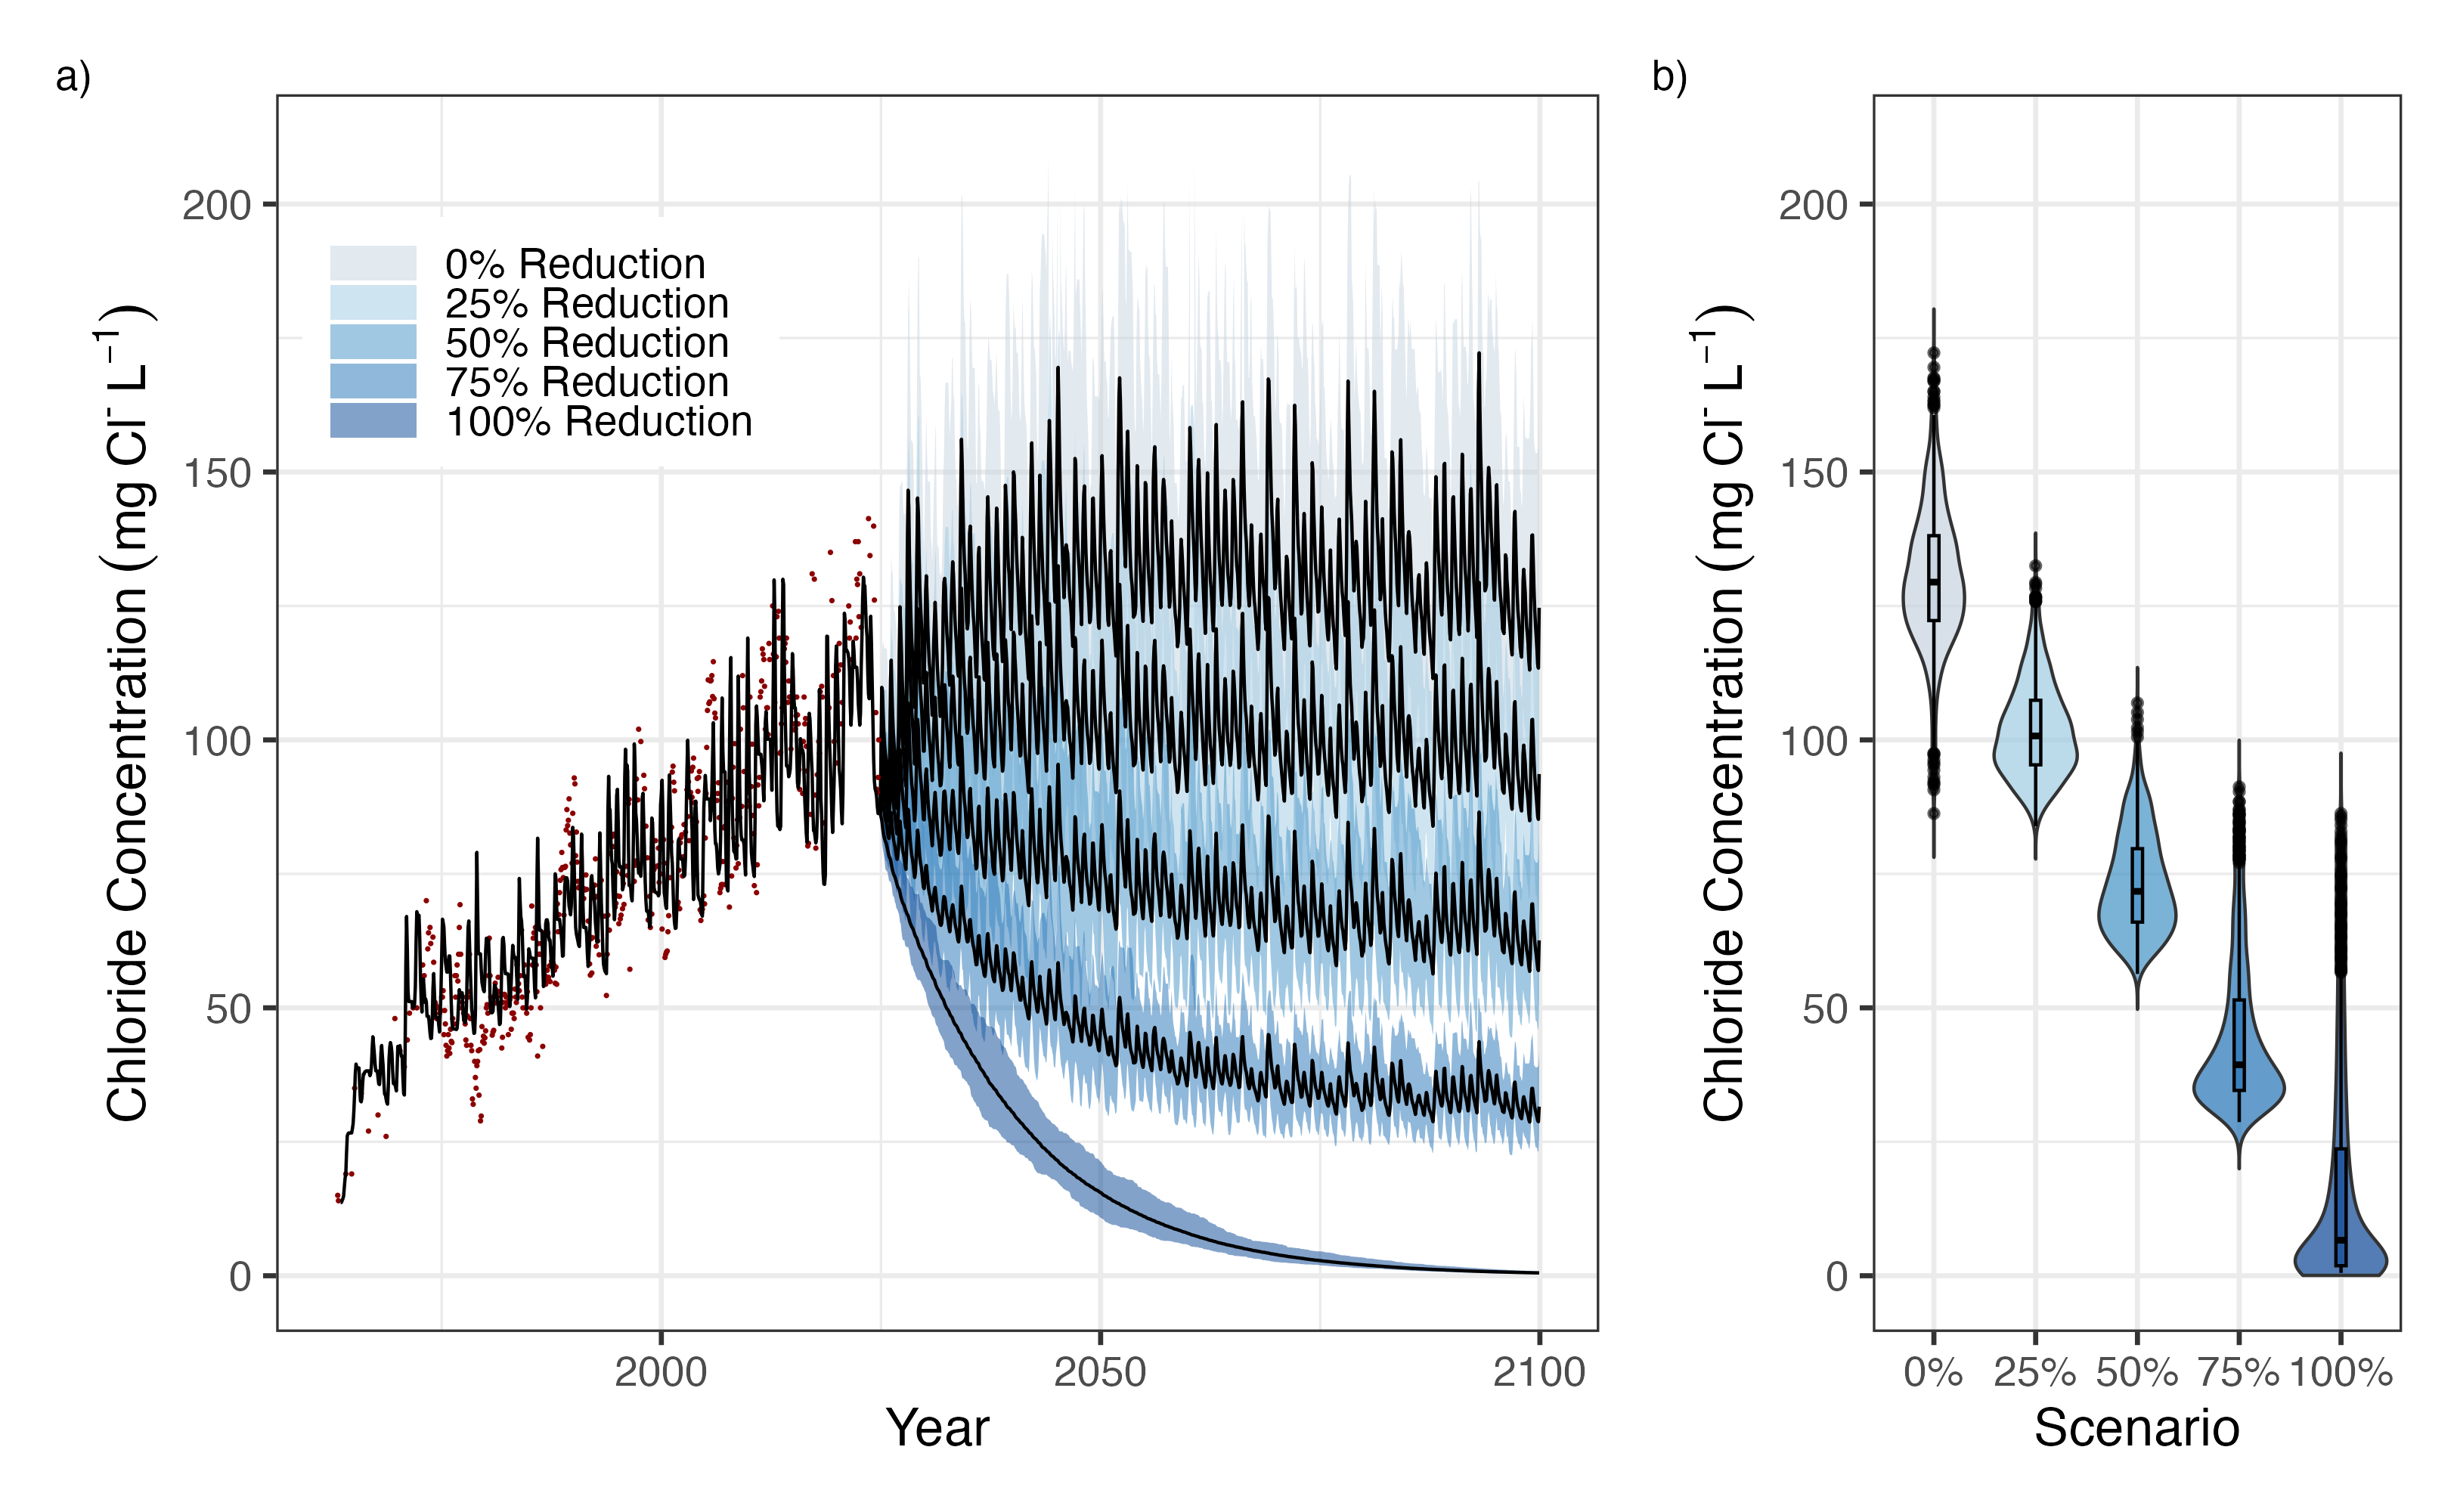 a)
Chloride Concentration (mg Cl⁻ L⁻¹)
200
150
100
50
0
0% Reduction
25% Reduction
50% Reduction
75% Reduction
100% Reduction
2000 2050 2100
Year
b)
Chloride Concentration (mg Cl⁻ L⁻¹)
200
150
100
50
0
0% 25% 50% 75% 100%
Scenario